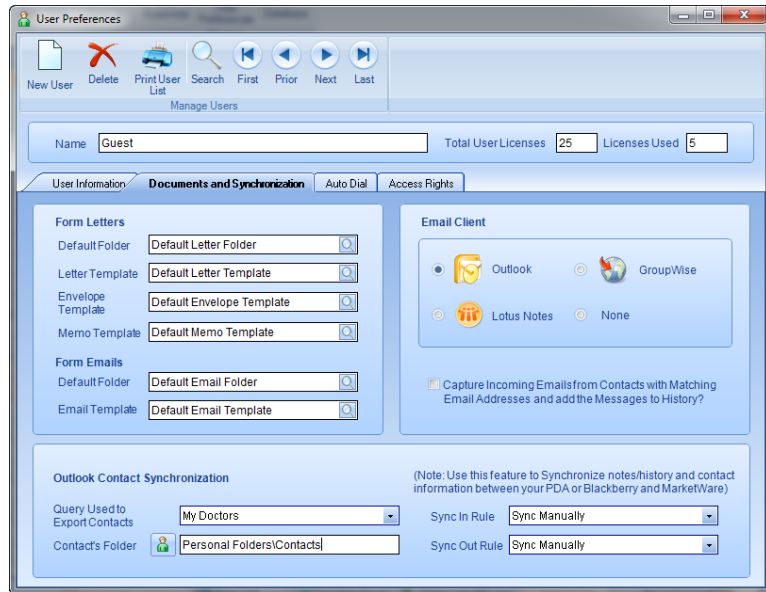 User Preferences
New User
Delete
Print User
List
Search
First
Prior
Next
Last
Manage Users
Name
Guest
Total User Licenses
25
Licenses Used
5
User Information
Documents and Synchronization
Auto Dial
Access Rights
Form Letters
Default Folder
Default Letter Folder
Letter Template
Default Letter Template
Envelope
Template
Default Envelope Template
Memo Template
Default Memo Template
Form Emails
Default Folder
Default Email Folder
Email Template
Default Email Template
Email Client
Outlook
GroupWise
Lotus Notes
None
Capture Incoming Emails from Contacts with Matching
Email Addresses and add the Messages to History?
Outlook Contact Synchronization
(Note: Use this feature to Synchronize notes/history and contact
information between your PDA or Blackberry and MarketWare)
Query Used to
Export Contacts
My Doctors
Contact's Folder
Personal Folders\Contacts
Sync In Rule
Sync Manually
Sync Out Rule
Sync Manually